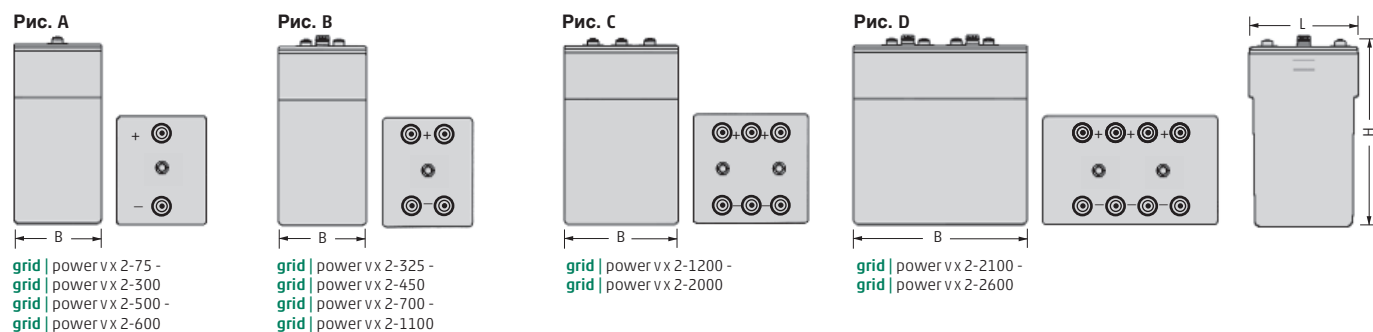 Рис. A
B
+
–
grid | power v x 2-75 -
grid | power v x 2-300
grid | power v x 2-500 -
grid | power v x 2-600
Рис. B
B
+
–
grid | power v x 2-325 -
grid | power v x 2-450
grid | power v x 2-700 -
grid | power v x 2-1100
Рис. C
B
+ +
– –
grid | power v x 2-1200 -
grid | power v x 2-2000
Рис. D
B
+ + +
– – –
grid | power v x 2-2100 -
grid | power v x 2-2600
L
H